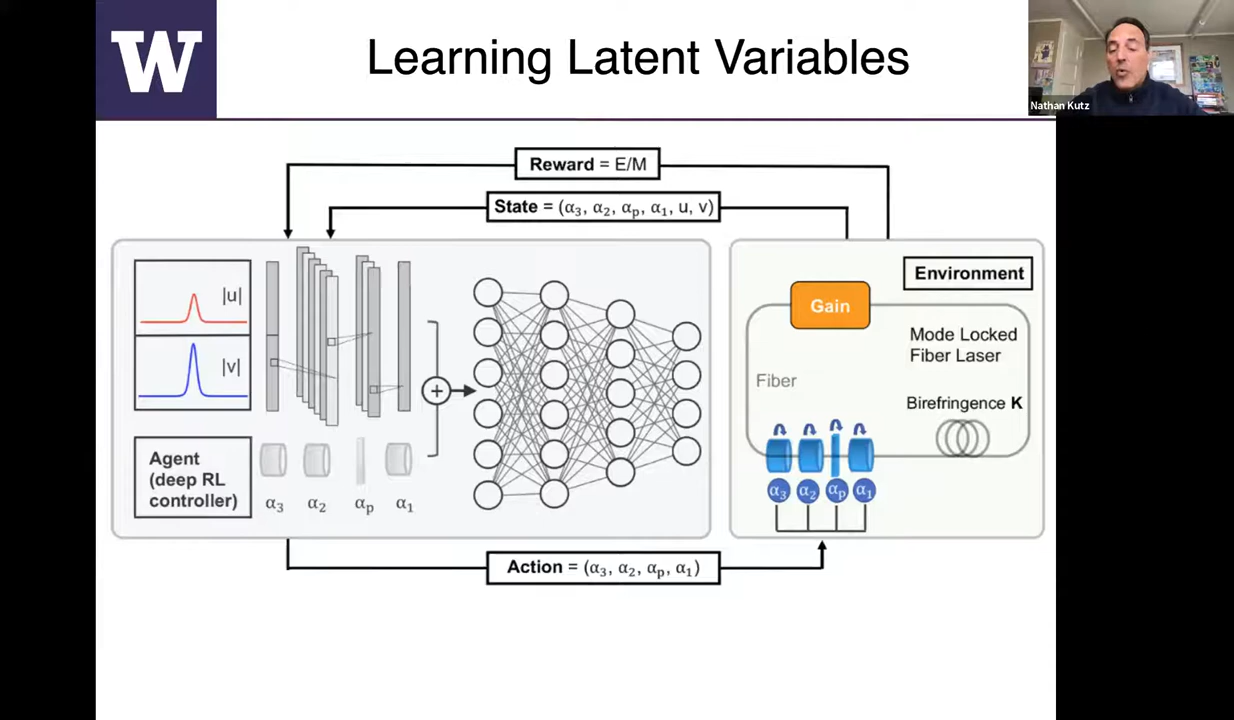 W
Learning Latent Variables
Nathan Kutz
Reward = E/M
State = (α₃, α₂, αₚ, α₁, u, v)
|u|
|v|
Agent
(deep RL
controller)
α₃ α₂ αₚ α₁
+
Environment
Gain
Mode Locked
Fiber Laser
Fiber
Birefringence K
α₃ α₂ αₚ α₁
Action = (α₃, α₂, αₚ, α₁)